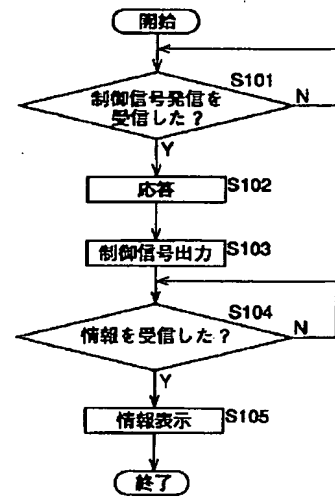 開始
S101
制御信号発信を
受信した?
N
Y
応答
S102
制御信号出力
S103
S104
情報を受信した?
N
Y
情報表示
S105
終了